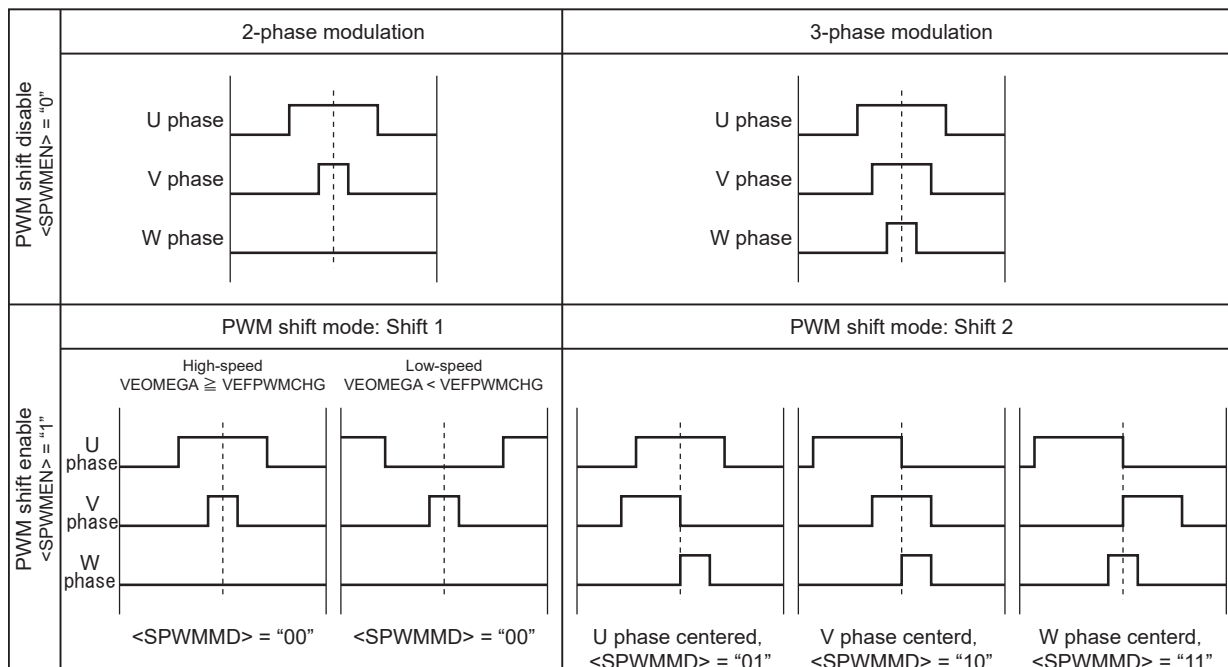 2-phase modulation
3-phase modulation
PWM shift disable
<SPWMEN> = “0”
U phase
V phase
W phase
U phase
V phase
W phase
PWM shift mode: Shift 1
PWM shift mode: Shift 2
PWM shift enable
<SPWMEN> = “1”
High-speed
VEOMEGA ≧ VEFPWMCHG
Low-speed
VEOMEGA < VEFPWMCHG
U
phase
V
phase
W
phase
<SPWMMD> = “00”
<SPWMMD> = “00”
U phase centered,
<SPWMMD> = “01”
V phase centerd,
<SPWMMD> = “10”
W phase centerd,
<SPWMMD> = “11”